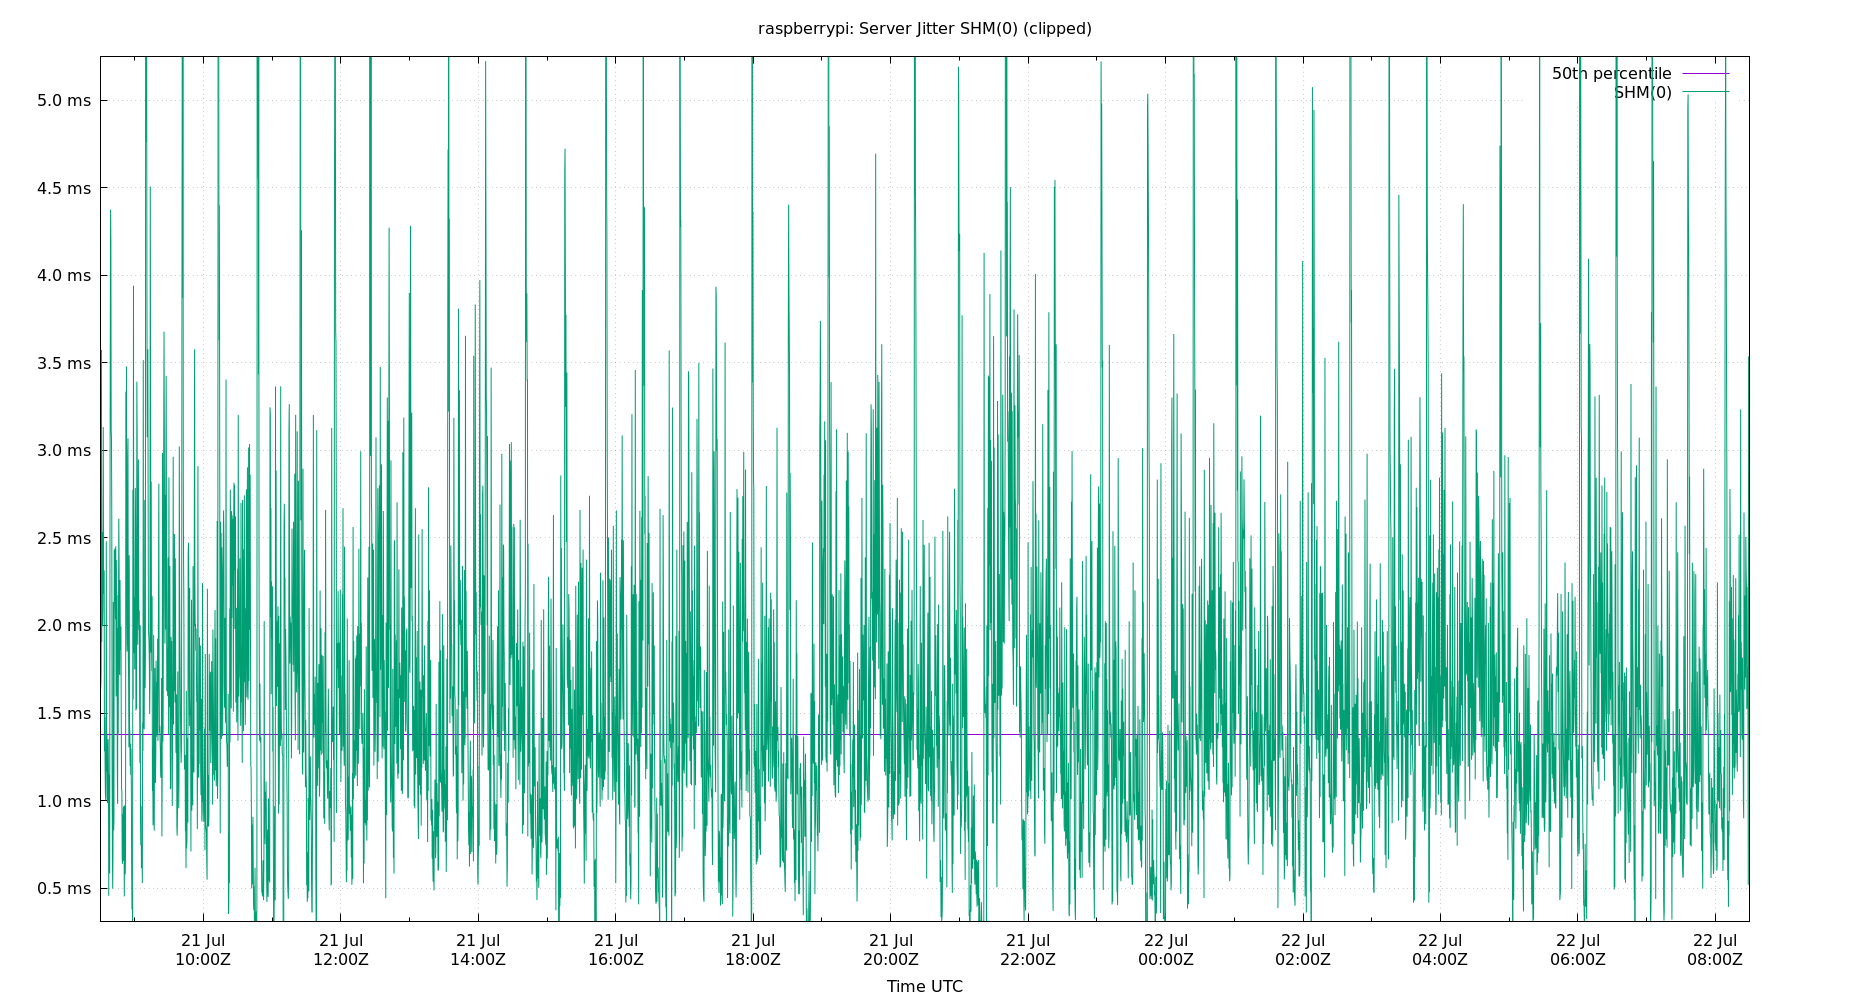 raspberrypi: Server Jitter SHM(0) (clipped)
50th percentile
SHM(0)
5.0 ms
4.5 ms
4.0 ms
3.5 ms
3.0 ms
2.5 ms
2.0 ms
1.5 ms
1.0 ms
0.5 ms
21 Jul 21 Jul 21 Jul 21 Jul 21 Jul 21 Jul 21 Jul 22 Jul 22 Jul 22 Jul 22 Jul 22 Jul
10:00Z 12:00Z 14:00Z 16:00Z 18:00Z 20:00Z 22:00Z 00:00Z 02:00Z 04:00Z 06:00Z 08:00Z
Time UTC